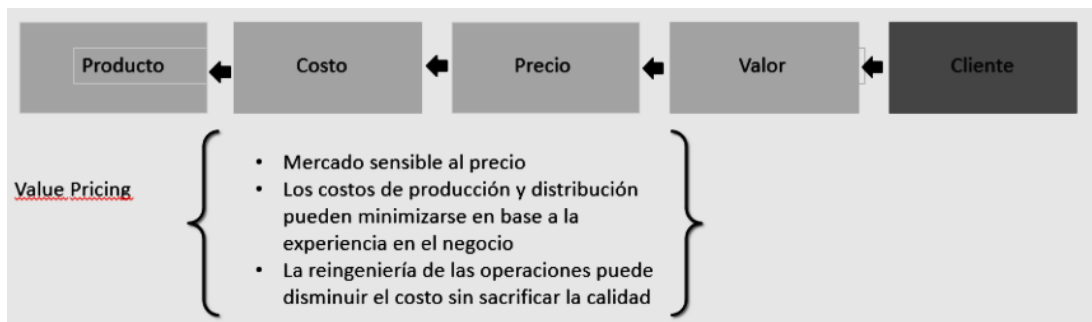 Producto Costo Precio Valor Cliente
Value Pricing
• Mercado sensible al precio
• Los costos de producción y distribución
pueden minimizarse en base a la
experiencia en el negocio
• La reingeniería de las operaciones puede
disminuir el costo sin sacrificar la calidad